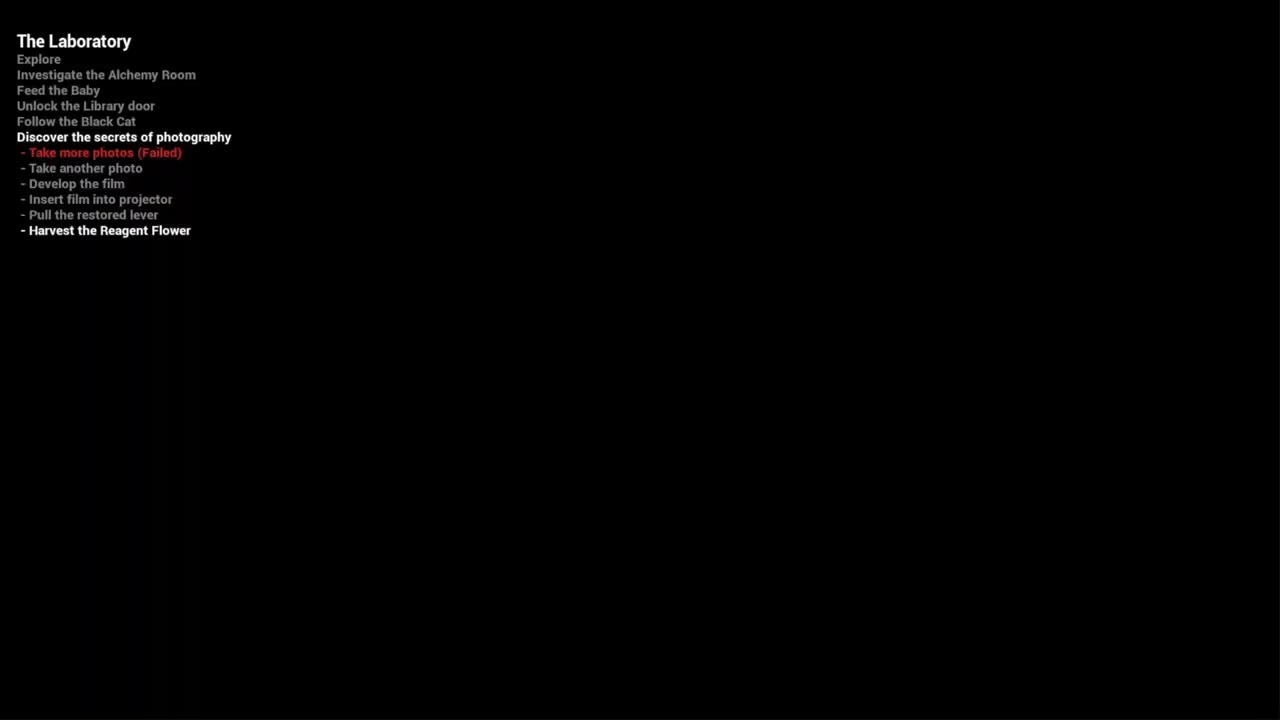 The Laboratory
Explore
Investigate the Alchemy Room
Feed the Baby
Unlock the Library door
Follow the Black Cat
Discover the secrets of photography
- Take more photos (Failed)
- Take another photo
- Develop the film
- Insert film into projector
- Pull the restored lever
- Harvest the Reagent Flower